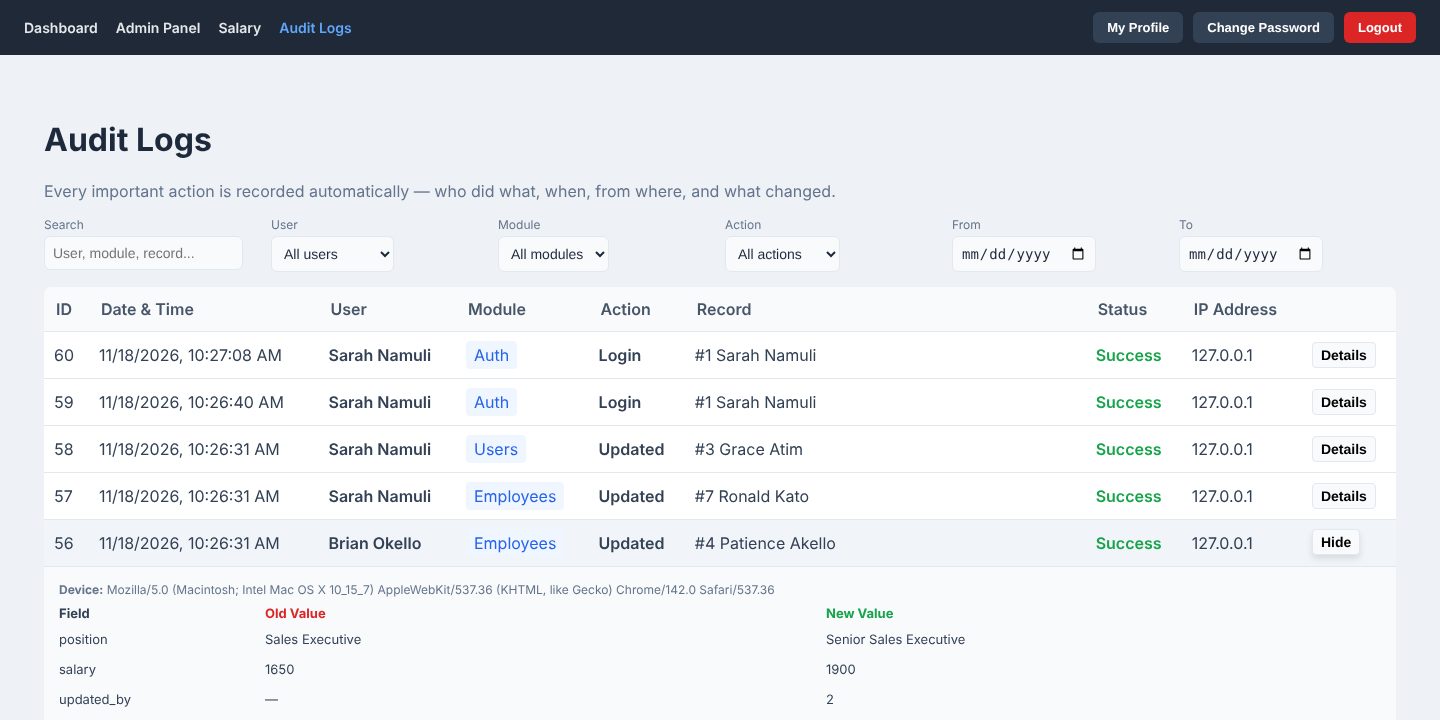 Dashboard Admin Panel Salary Audit Logs My Profile Change Password Logout
Audit Logs
Every important action is recorded automatically — who did what, when, from where, and what changed.
Search User Module Action From To
User, module, record... All users All modules All actions mm/dd/yyyy mm/dd/yyyy
ID Date & Time User Module Action Record Status IP Address
60 11/18/2026, 10:27:08 AM Sarah Namuli Auth Login #1 Sarah Namuli Success 127.0.0.1 Details
59 11/18/2026, 10:26:40 AM Sarah Namuli Auth Login #1 Sarah Namuli Success 127.0.0.1 Details
58 11/18/2026, 10:26:31 AM Sarah Namuli Users Updated #3 Grace Atim Success 127.0.0.1 Details
57 11/18/2026, 10:26:31 AM Sarah Namuli Employees Updated #7 Ronald Kato Success 127.0.0.1 Details
56 11/18/2026, 10:26:31 AM Brian Okello Employees Updated #4 Patience Akello Success 127.0.0.1 Hide
Device: Mozilla/5.0 (Macintosh; Intel Mac OS X 10_15_7) AppleWebKit/537.36 (KHTML, like Gecko) Chrome/142.0 Safari/537.36
Field Old Value New Value
position Sales Executive Senior Sales Executive
salary 1650 1900
updated_by — 2